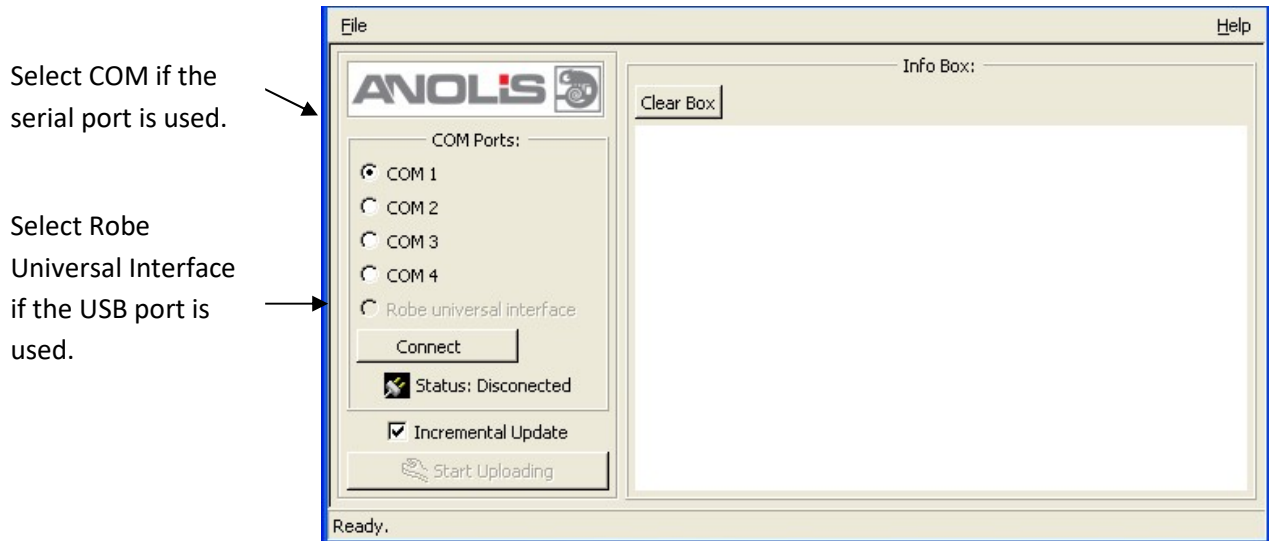 Select COM if the
serial port is used.
Select Robe
Universal Interface
if the USB port is
used.
File
Help
ANOLiS
COM Ports:
COM 1
COM 2
COM 3
COM 4
Robe universal interface
Connect
Status: Disconected
Incremental Update
Start Uploading
Info Box:
Clear Box
Ready.